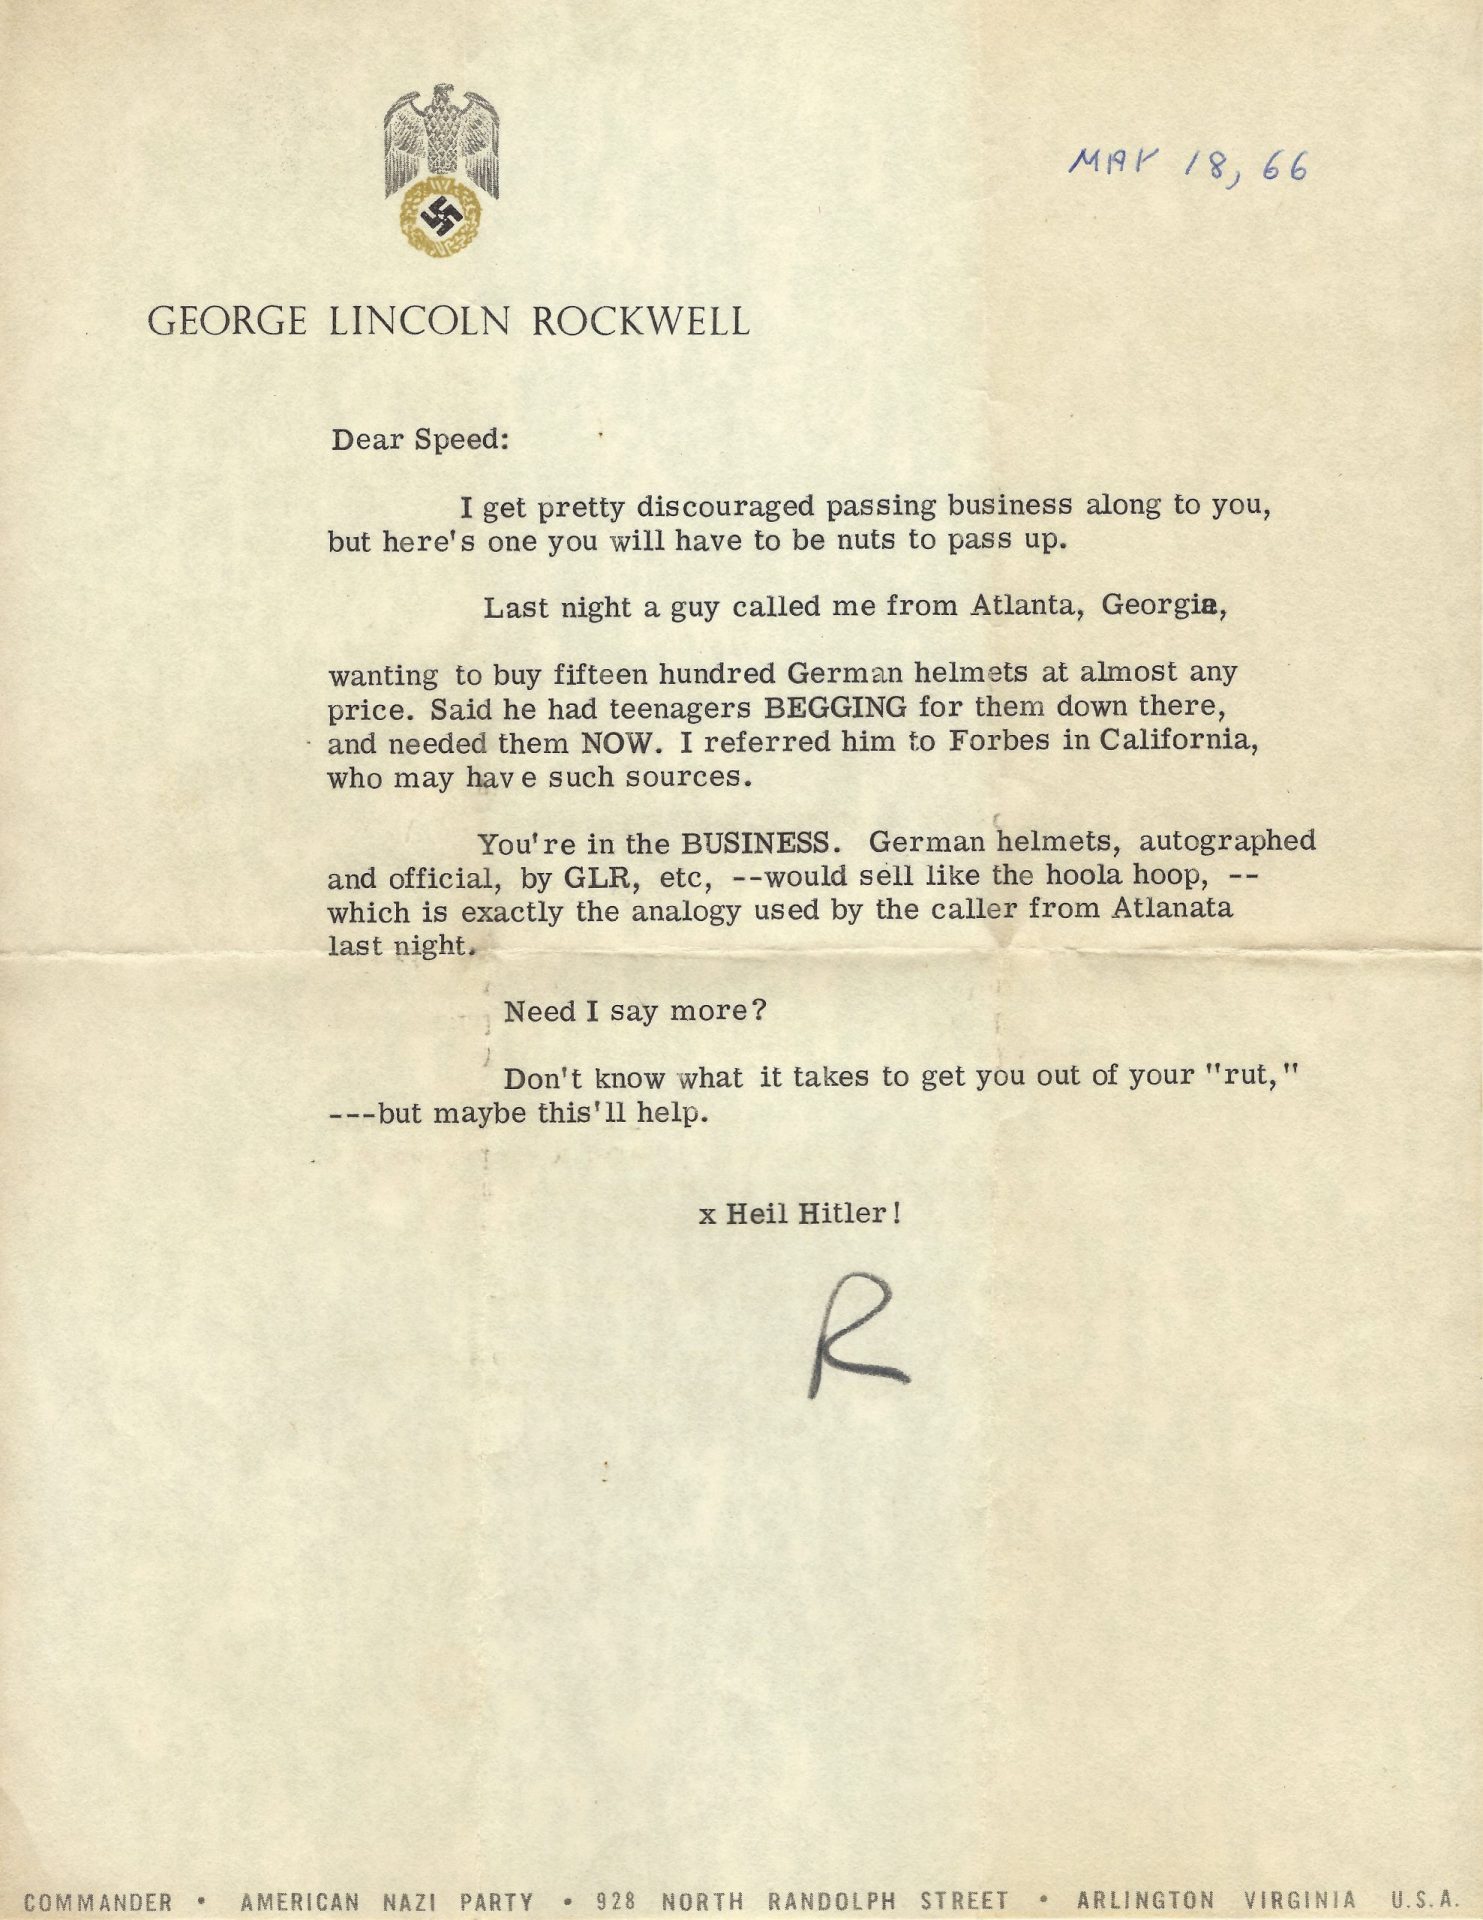 MAY 18, 66
GEORGE LINCOLN ROCKWELL
Dear Speed:
I get pretty discouraged passing business along to you,
but here's one you will have to be nuts to pass up.
Last night a guy called me from Atlanta, Georgia,
wanting to buy fifteen hundred German helmets at almost any
price. Said he had teenagers BEGGING for them down there,
and needed them NOW. I referred him to Forbes in California,
who may have such sources.
You're in the BUSINESS. German helmets, autographed
and official, by GLR, etc, --would sell like the hoola hoop, --
which is exactly the analogy used by the caller from Atlanata
last night.
Need I say more?
Don't know what it takes to get you out of your "rut,"
---but maybe this'll help.
x Heil Hitler!
R
COMMANDER • AMERICAN NAZI PARTY • 928 NORTH RANDOLPH STREET • ARLINGTON VIRGINIA U.S.A.